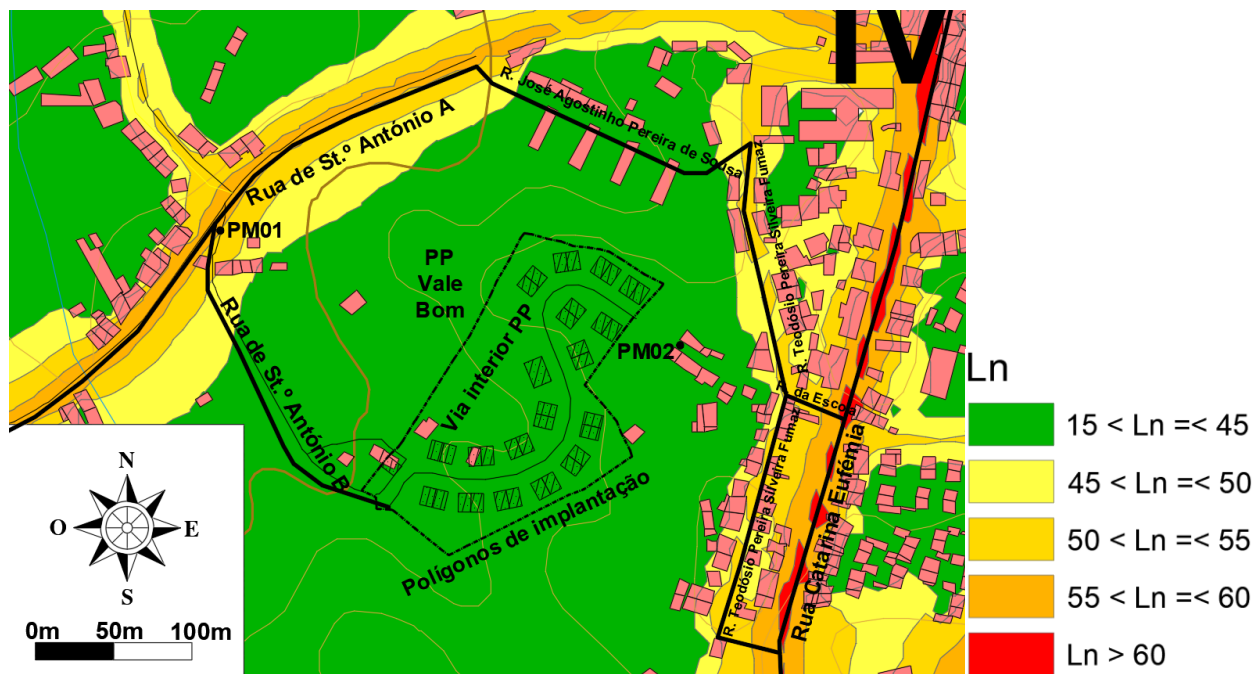 IV
R. José Agostinho Pereira de Sousa
Rua de St.º António A
R. Teodósio Pereira Silveira Fumaz
PM01
PP
Vale
Bom
Rua de St.º António B
Via interior PP
PM02
R. da Escola
R. Teodósio Pereira Silveira Fumaz
Rua Catarina Eufémia
Polígonos de implantação
N
O
E
S
0m 50m 100m
Ln
15 < Ln =< 45
45 < Ln =< 50
50 < Ln =< 55
55 < Ln =< 60
Ln > 60